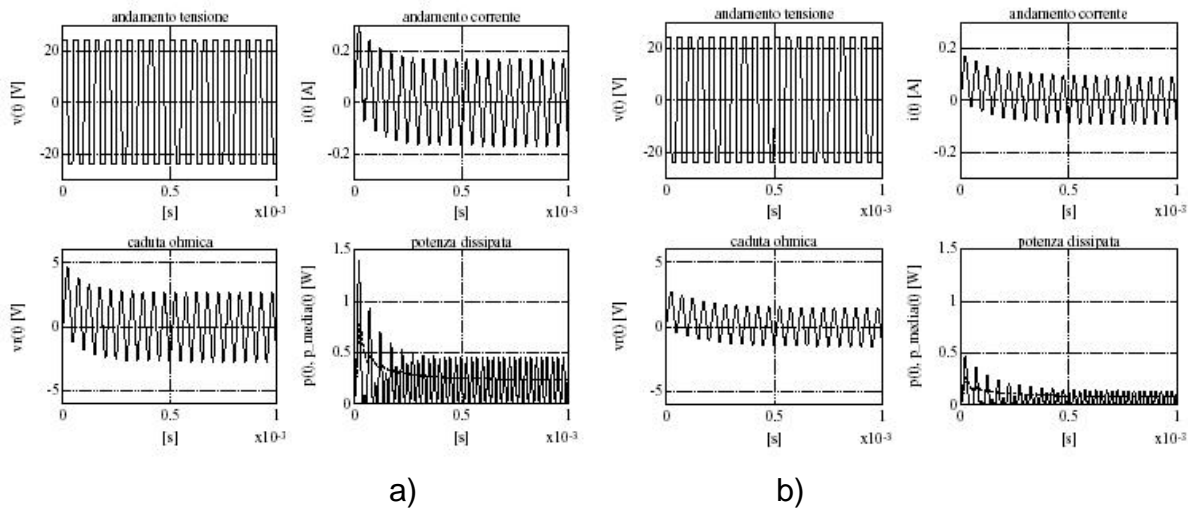 andamento tensione
v(t) [V]
20
0
-20
0
0.5
1
[s]
x10-3
andamento corrente
i(t) [A]
0.2
0
-0.2
0
0.5
1
[s]
x10-3
caduta ohmica
vr(t) [V]
5
0
-5
0
0.5
1
[s]
x10-3
potenza dissipata
p(t), p_media(t) [W]
1.5
1
0.5
0
0
0.5
1
[s]
x10-3
a)
andamento tensione
v(t) [V]
20
0
-20
0
0.5
1
[s]
x10-3
andamento corrente
i(t) [A]
0.2
0
-0.2
0
0.5
1
[s]
x10-3
caduta ohmica
vr(t) [V]
5
0
-5
0
0.5
1
[s]
x10-3
potenza dissipata
p(t), p_media(t) [W]
1.5
1
0.5
0
0
0.5
1
[s]
x10-3
b)